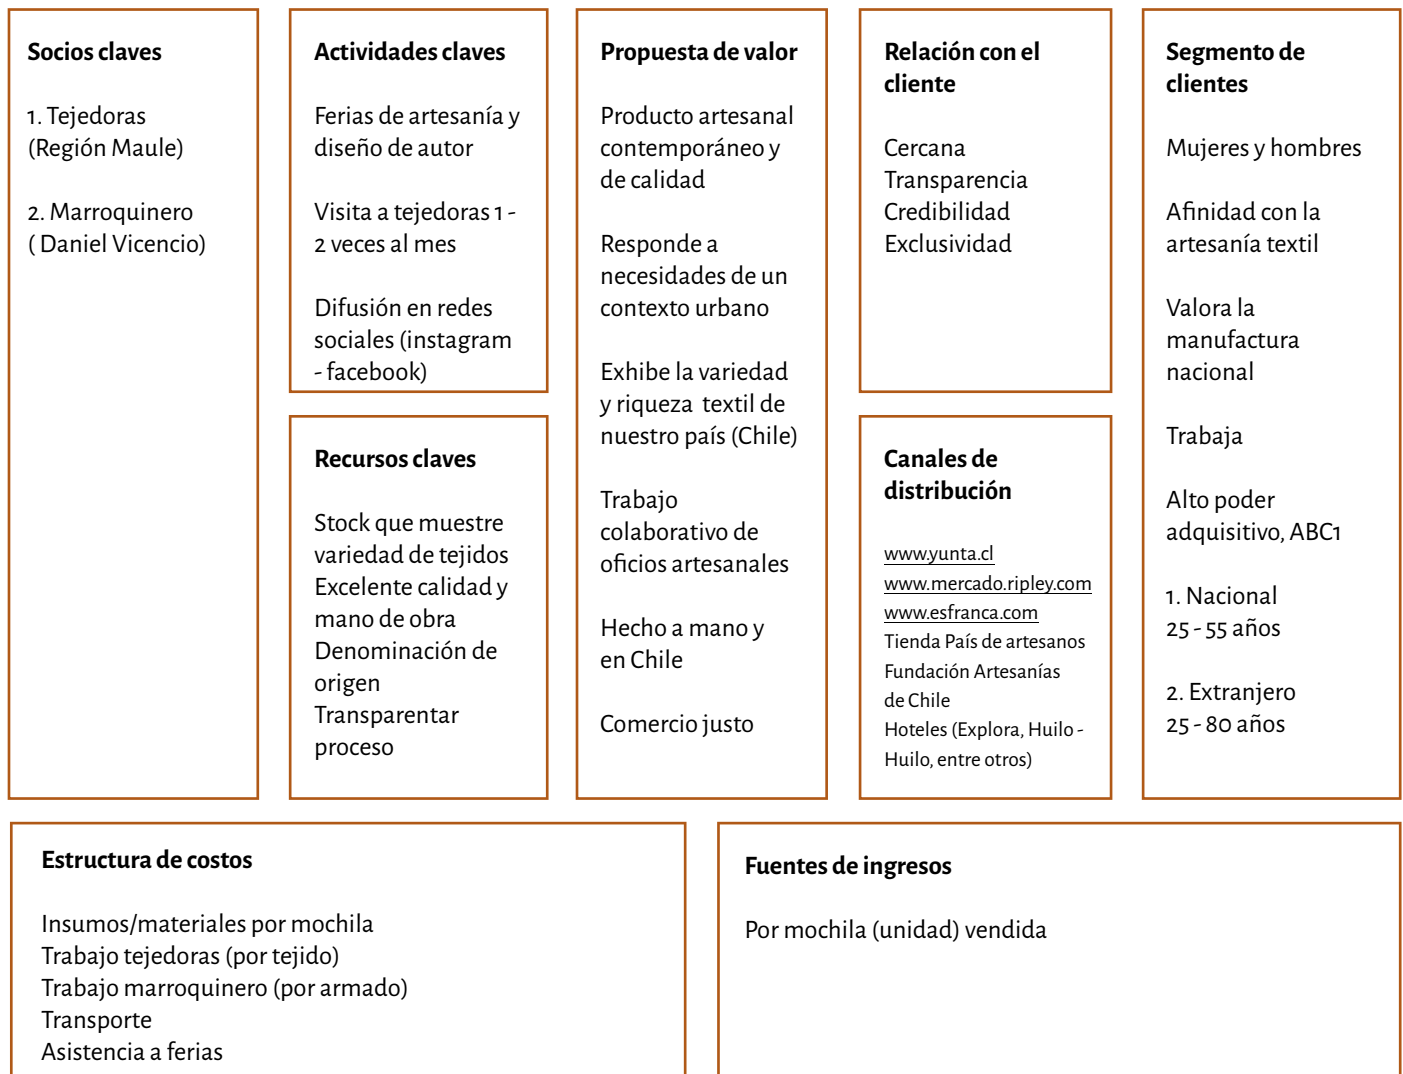 Socios claves
1. Tejedoras
(Región Maule)
2. Marroquinero
( Daniel Vicencio)
Actividades claves
Ferias de artesanía y
diseño de autor
Visita a tejedoras 1 -
2 veces al mes
Difusión en redes
sociales (instagram
- facebook)
Recursos claves
Stock que muestre
variedad de tejidos
Excelente calidad y
mano de obra
Denominación de
origen
Transparentar
proceso
Propuesta de valor
Producto artesanal
contemporáneo y
de calidad
Responde a
necesidades de un
contexto urbano
Exhibe la variedad
y riqueza  textil de
nuestro país (Chile)
Trabajo
colaborativo de
oficios artesanales
Hecho a mano y
en Chile
Comercio justo
Relación con el
cliente
Cercana
Transparencia
Credibilidad
Exclusividad
Canales de
distribución
www.yunta.cl
www.mercado.ripley.com
www.esfranca.com
Tienda País de artesanos
Fundación Artesanías
de Chile
Hoteles (Explora, Huilo -
Huilo, entre otros)
Segmento de
clientes
Mujeres y hombres
Afinidad con la
artesanía textil
Valora la
manufactura
nacional
Trabaja
Alto poder
adquisitivo, ABC1
1. Nacional
25 - 55 años
2. Extranjero
25 - 80 años
Estructura de costos
Insumos/materiales por mochila
Trabajo tejedoras (por tejido)
Trabajo marroquinero (por armado)
Transporte
Asistencia a ferias
Fuentes de ingresos
Por mochila (unidad) vendida